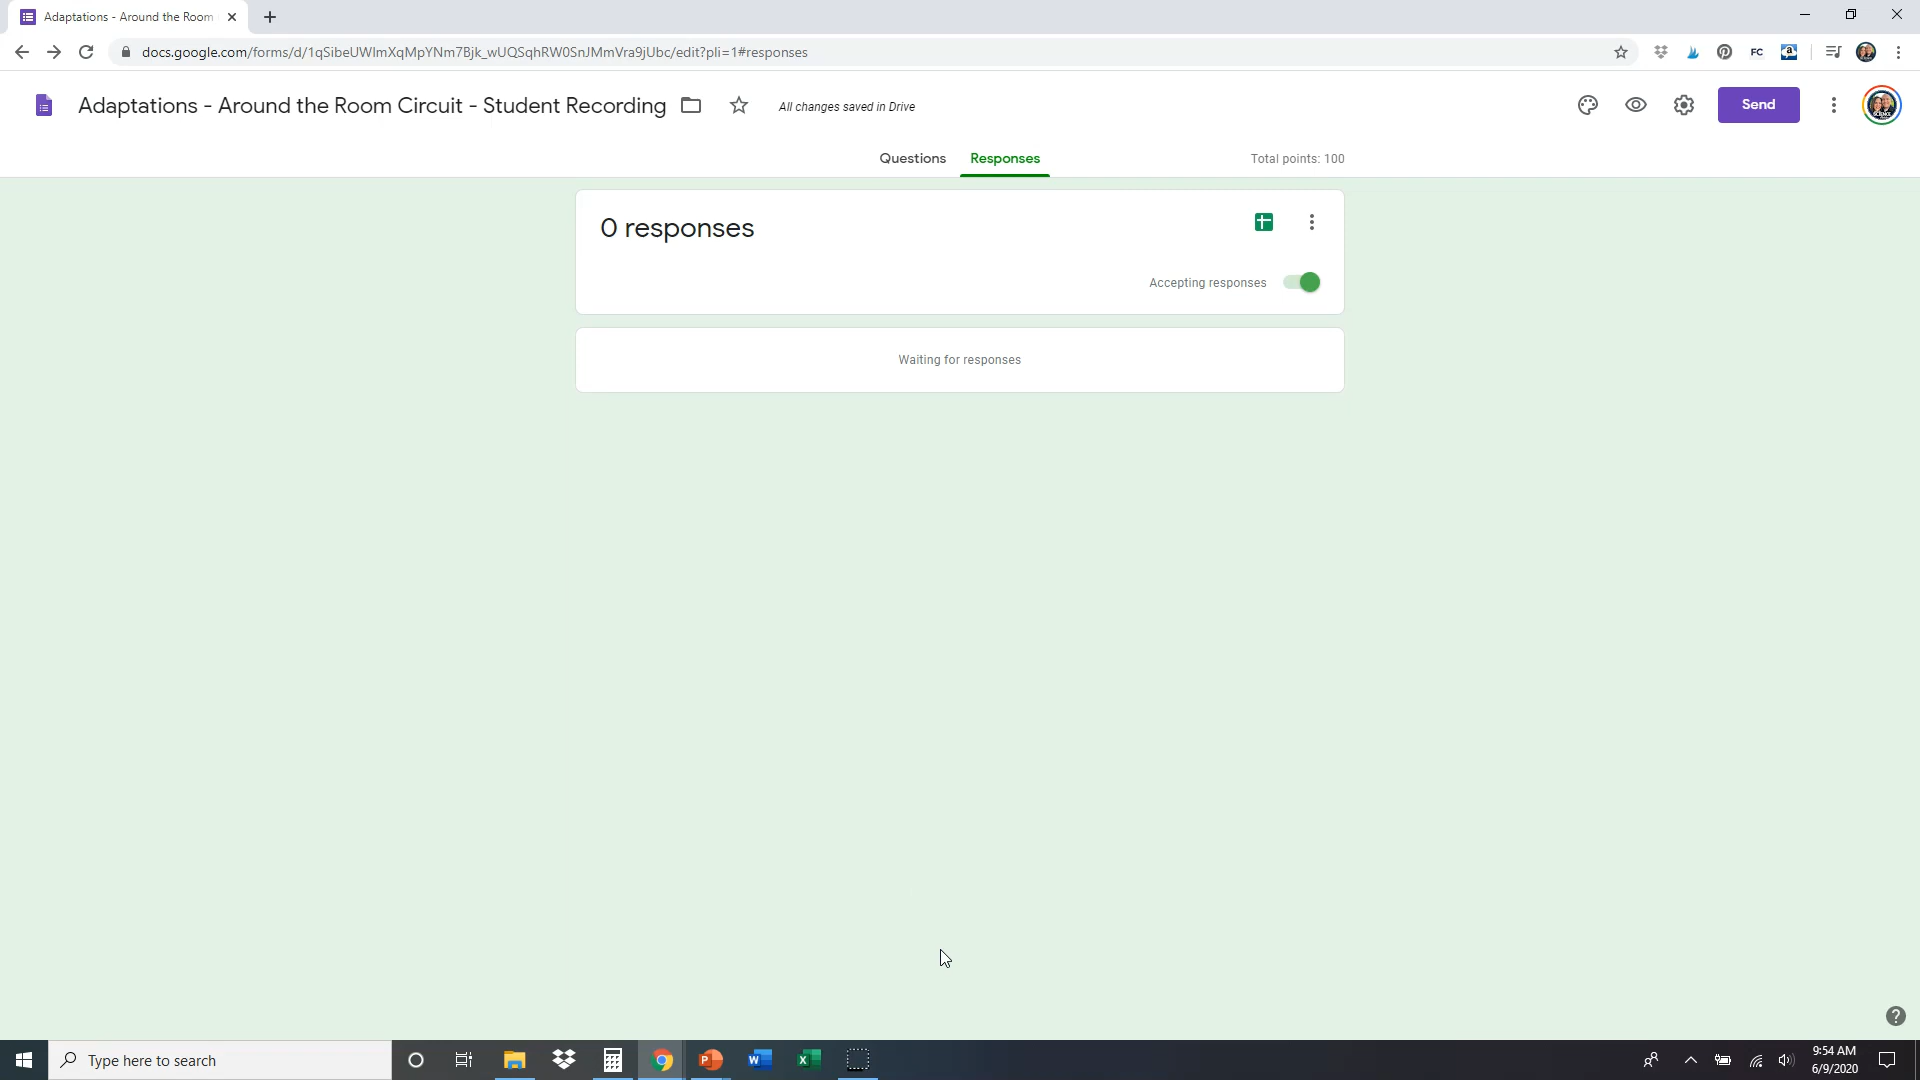 Adaptations - Around the Room
docs.google.com/forms/d/1qSibeUWlmXqMpYNm7Bjk_wUQSqhRW0SnJMmVra9jUbc/edit?pli=1#responses
FC
a
Adaptations - Around the Room Circuit - Student Recording
All changes saved in Drive
Send
Questions
Responses
Total points: 100
0 responses
Accepting responses
Waiting for responses
?
Type here to search
P
W
X
9:54 AM
6/9/2020